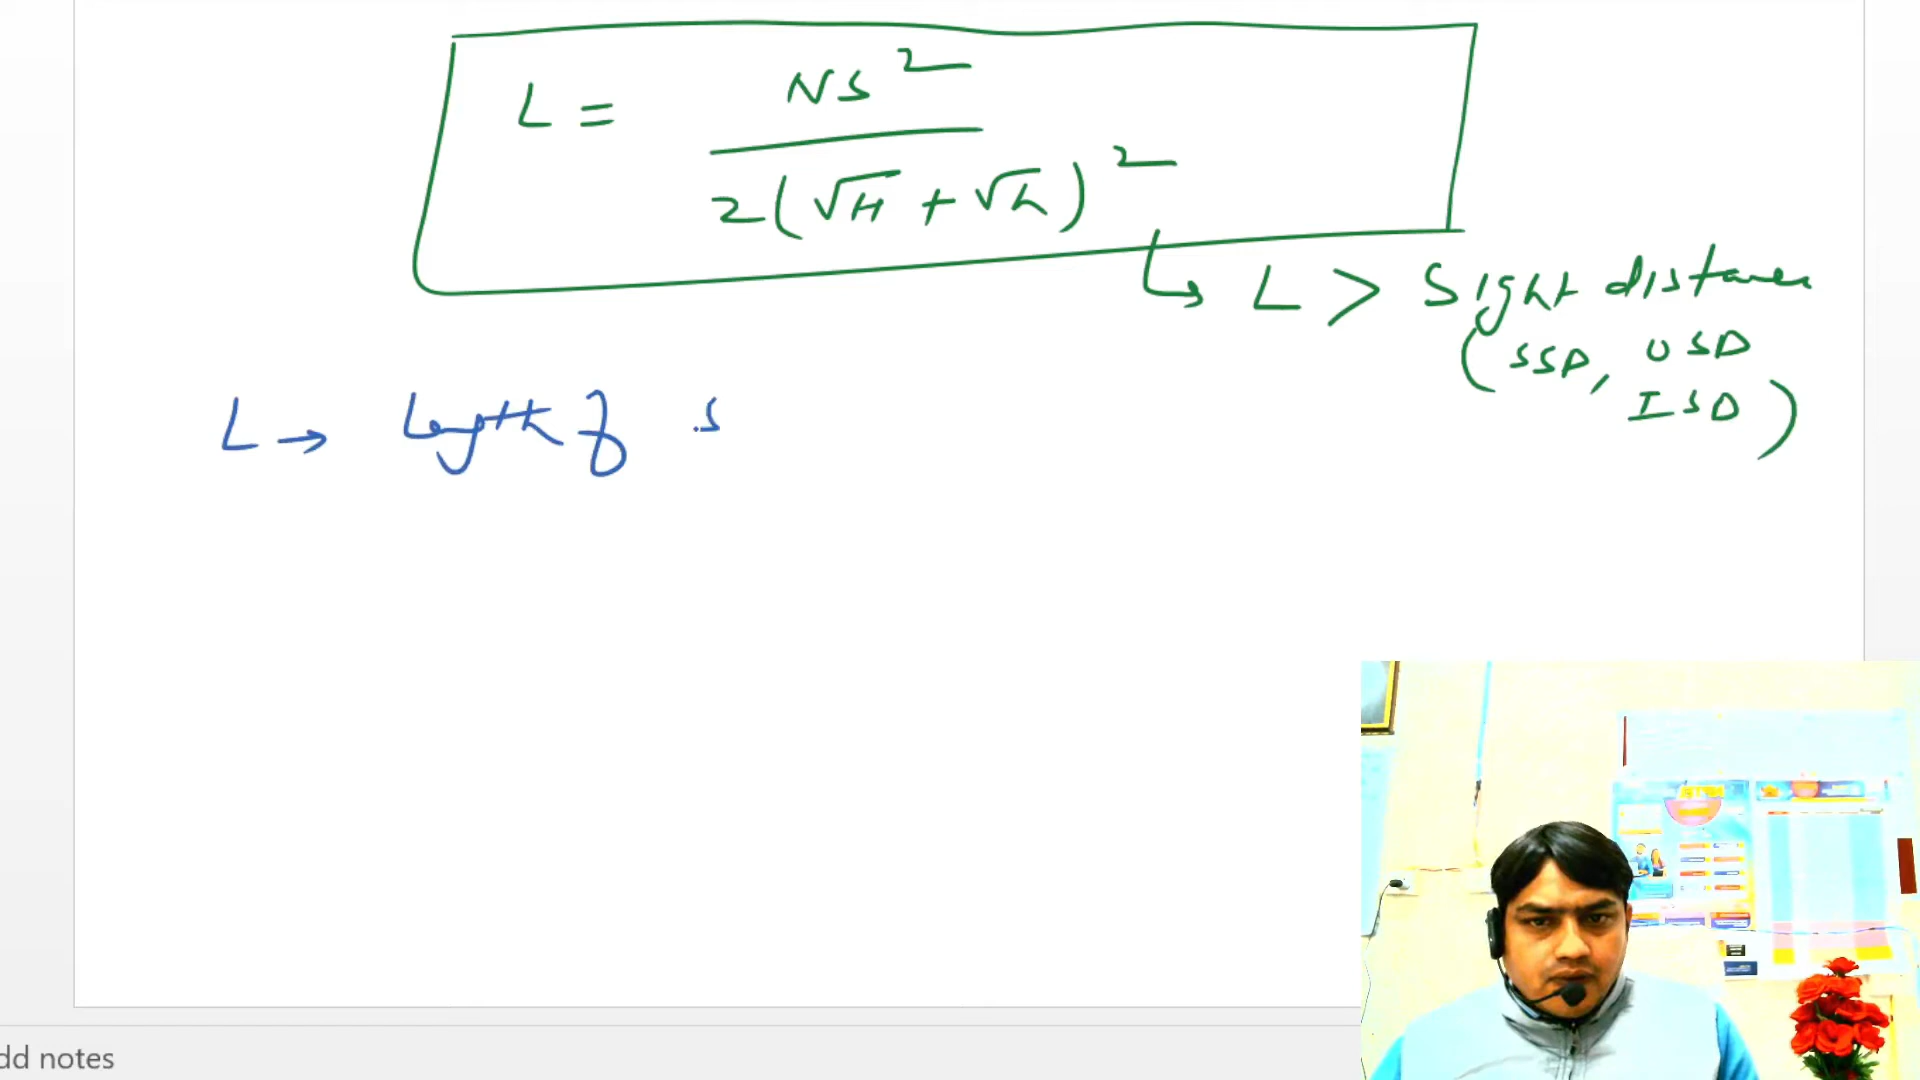 L = NS² / 2(√H + √h)²
↳ L > Sight distance
(SSD, OSD
ISD)
L → Length of s
dd notes